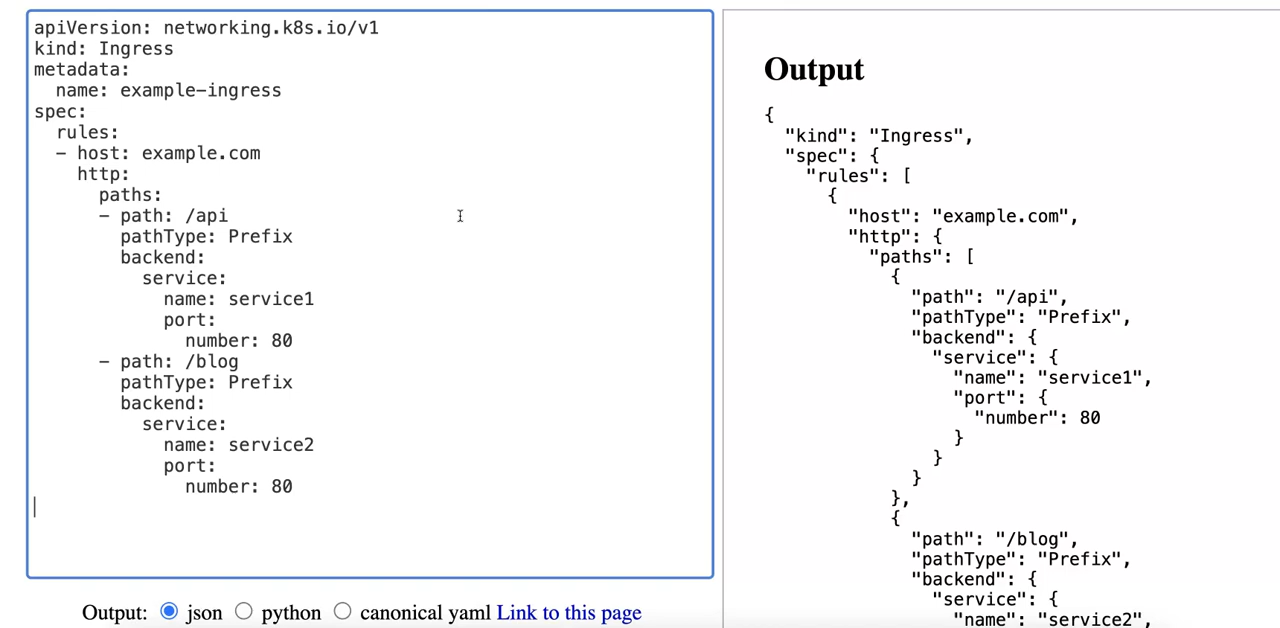 apiVersion: networking.k8s.io/v1
kind: Ingress
metadata:
  name: example-ingress
spec:
  rules:
  - host: example.com
    http:
      paths:
      - path: /api
        pathType: Prefix
        backend:
          service:
            name: service1
            port:
              number: 80
      - path: /blog
        pathType: Prefix
        backend:
          service:
            name: service2
            port:
              number: 80
Output: json python canonical yaml Link to this page
Output
{
  "kind": "Ingress",
  "spec": {
    "rules": [
      {
        "host": "example.com",
        "http": {
          "paths": [
            {
              "path": "/api",
              "pathType": "Prefix",
              "backend": {
                "service": {
                  "name": "service1",
                  "port": {
                    "number": 80
                  }
                }
              }
            },
            {
              "path": "/blog",
              "pathType": "Prefix",
              "backend": {
                "service": {
                  "name": "service2",